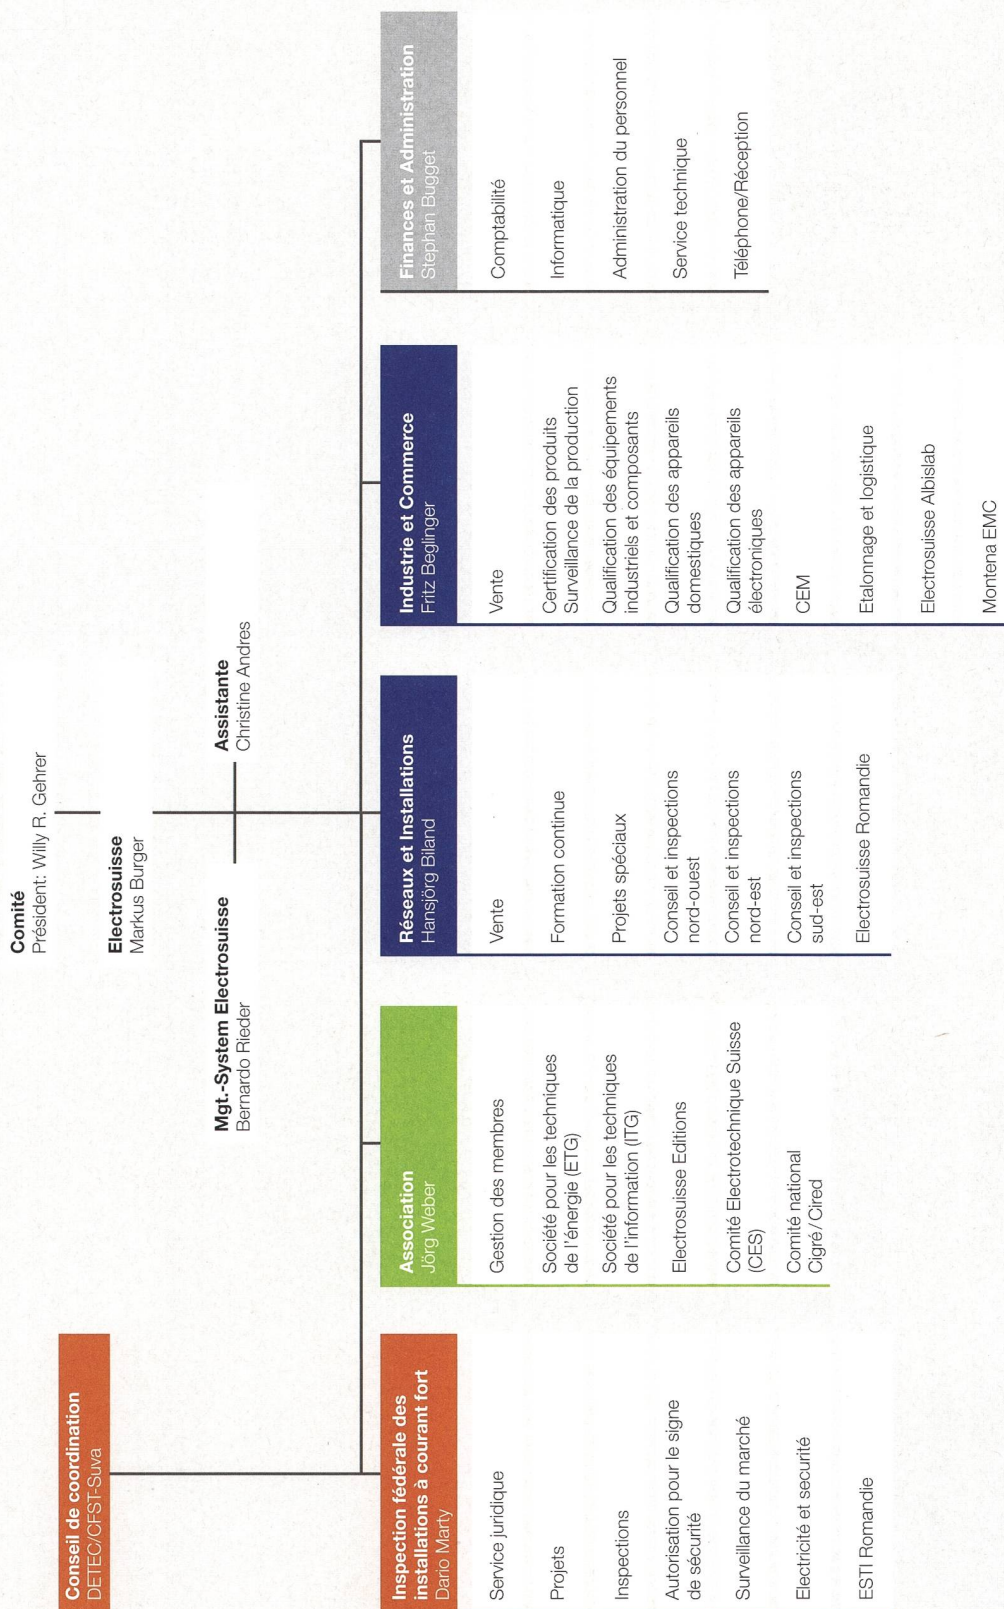 Comité
Président: Willy R. Gehrer
Conseil de coordination
DETEC/CFST-Suva
Electrosuisse
Markus Burger
Mgt.-System Electrosuisse
Bernardo Rieder
Assistante
Christine Andres
Inspection fédérale des
installations à courant fort
Dario Marty
Service juridique
Projets
Inspections
Autorisation pour le signe
de sécurité
Surveillance du marché
Electricité et securité
ESTI Romandie
Association
Jörg Weber
Gestion des membres
Société pour les techniques
de l'énergie (ETG)
Société pour les techniques
de l'information (ITG)
Electrosuisse Editions
Comité Electrotechnique Suisse
(CES)
Comité national
Cigré/Cired
Réseaux et Installations
Hansjörg Biland
Vente
Formation continue
Projets spéciaux
Conseil et inspections
nord-ouest
Conseil et inspections
nord-est
Conseil et inspections
sud-est
Electrosuisse Romandie
Industrie et Commerce
Fritz Beglinger
Vente
Certification des produits
Surveillance de la production
Qualification des équipements
industriels et composants
Qualification des appareils
domestiques
Qualification des appareils
électroniques
CEM
Etalonnage et logistique
Electrosuisse Albislab
Montena EMC
Finances et Administration
Stephan Bugget
Comptabilité
Informatique
Administration du personnel
Service technique
Téléphone/Réception